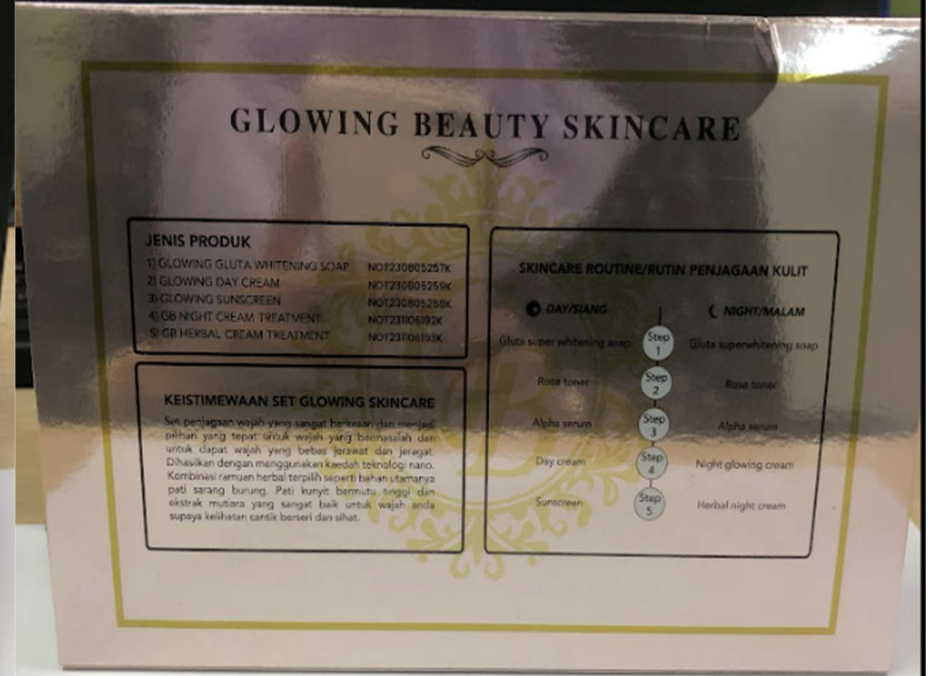 GLOWING BEAUTY SKINCARE
JENIS PRODUK
1) GLOWING GLUTA WHITENING SOAP NOT230805257K
2) GLOWING DAY CREAM NOT230805259K
3) GLOWING SUNSCREEN NOT230805256K
4) GB NIGHT CREAM TREATMENT NOT231106192K
5) GB HERBAL CREAM TREATMENT NOT231106193K
KEISTIMEWAAN SET GLOWING SKINCARE
Set penjagaan wajah yang sangat berkesan dan menjadi
pilihan yang tepat untuk wajah yang bermasalah dan
untuk dapat wajah yang bebas jerawat dan jeragat.
Dihasilkan dengan menggunakan kaedah teknologi nano.
Kombinasi ramuan herbal terpilih seperti bahan utamanya
pati sarang burung. Pati kunyit bermutu tinggi dan
ekstrak mutiara yang sangat baik untuk wajah anda
supaya kelihatan cantik berseri dan sihat.
SKINCARE ROUTINE/RUTIN PENJAGAAN KULIT
DAY/SIANG NIGHT/MALAM
Gluta super whitening soap Step 1 Gluta superwhitening soap
Rose toner Step 2 Rose toner
Alpha serum Step 3 Alpha serum
Day cream Step 4 Night glowing cream
Sunscreen Step 5 Herbal night cream